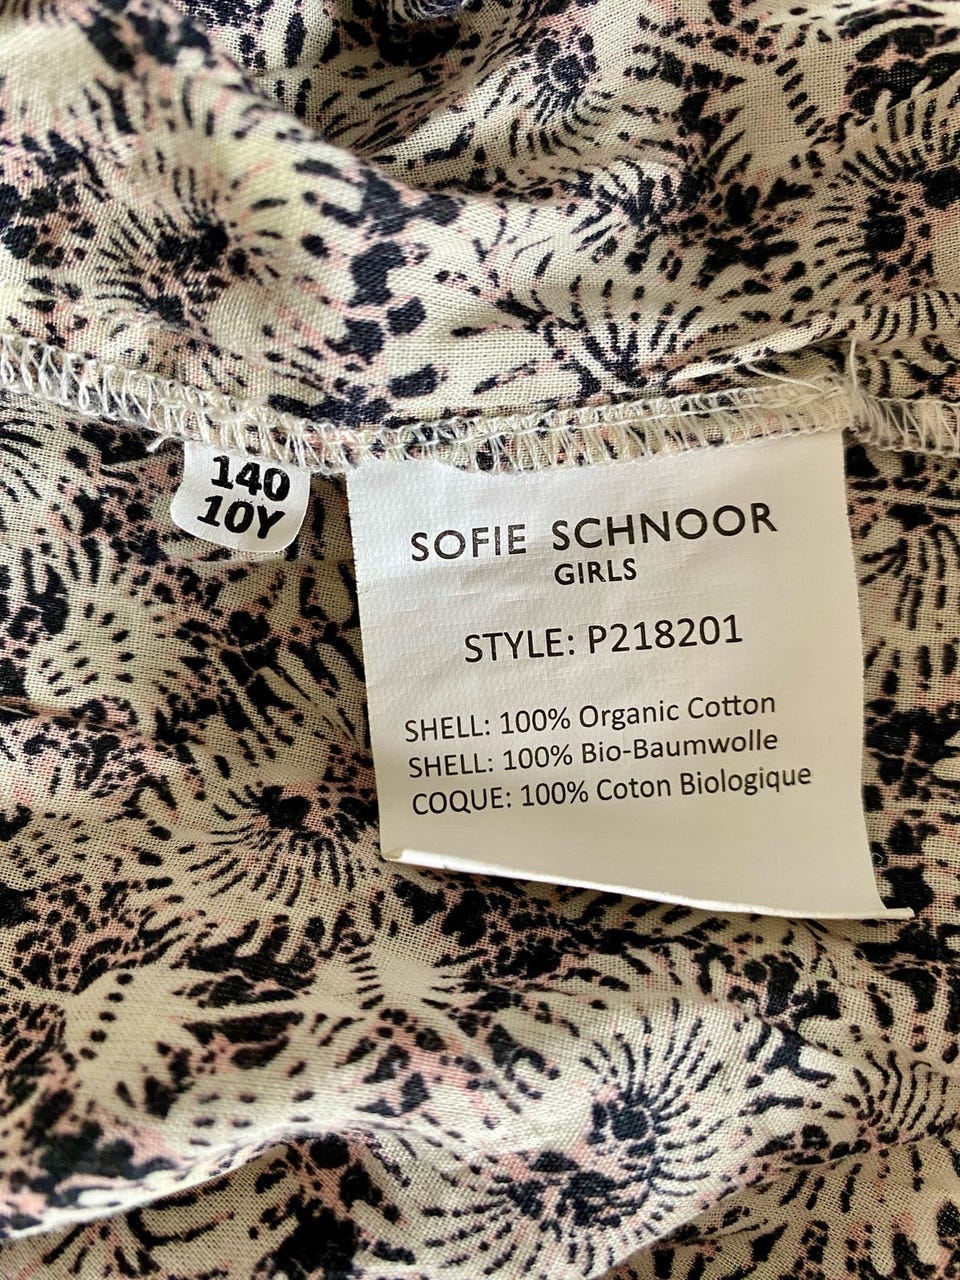 140
10Y
SOFIE SCHNOOR
GIRLS
STYLE: P218201
SHELL: 100% Organic Cotton
SHELL: 100% Bio-Baumwolle
COQUE: 100% Coton Biologique